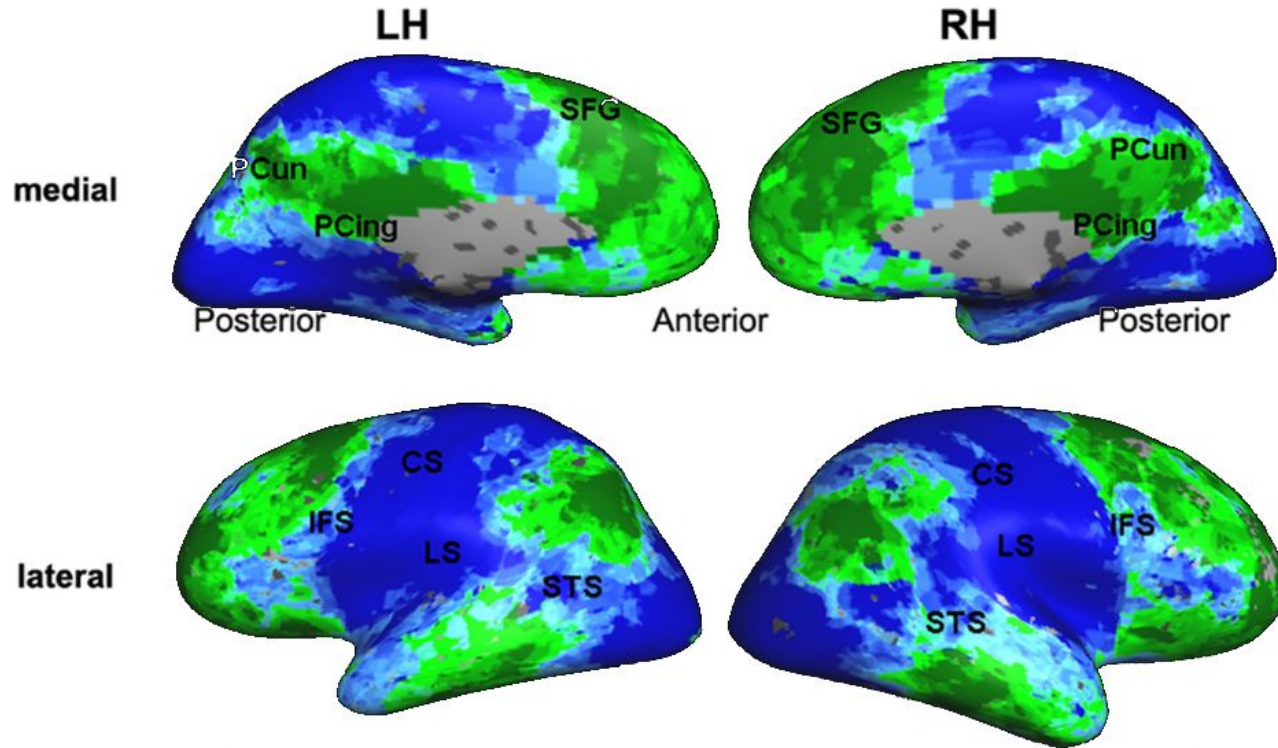 LH
RH
SFG
SFG
PCun
PCun
medial
PCing
PCing
Posterior
Anterior
Posterior
CS
CS
IFS
IFS
LS
LS
lateral
STS
STS